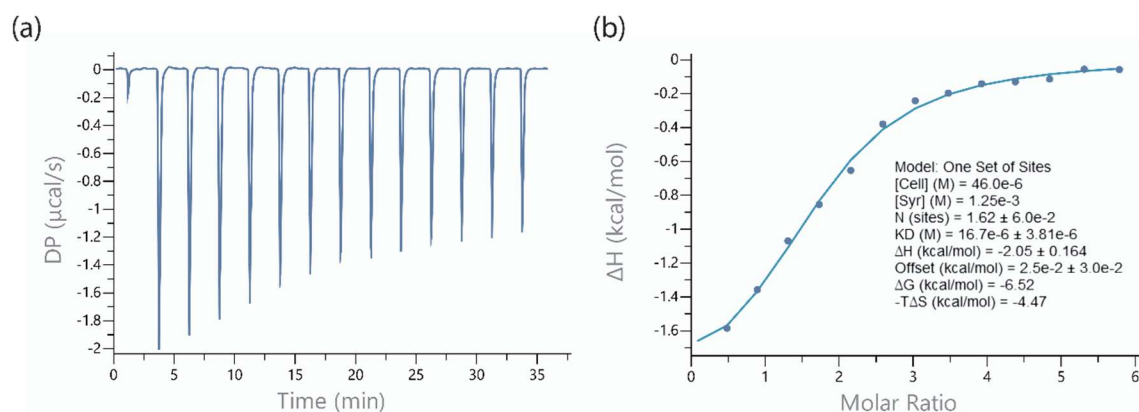 (a)
0
-0.2
-0.4
-0.6
-0.8
-1
-1.2
-1.4
-1.6
-1.8
-2
DP (µcal/s)
0 5 10 15 20 25 30 35
Time (min)
(b)
0
-0.2
-0.4
-0.6
-0.8
-1
-1.2
-1.4
-1.6
ΔH (kcal/mol)
Model: One Set of Sites
[Cell] (M) = 46.0e-6
[Syr] (M) = 1.25e-3
N (sites) = 1.62 ± 6.0e-2
KD (M) = 16.7e-6 ± 3.81e-6
ΔH (kcal/mol) = -2.05 ± 0.164
Offset (kcal/mol) = 2.5e-2 ± 3.0e-2
ΔG (kcal/mol) = -6.52
-TΔS (kcal/mol) = -4.47
0 1 2 3 4 5 6
Molar Ratio